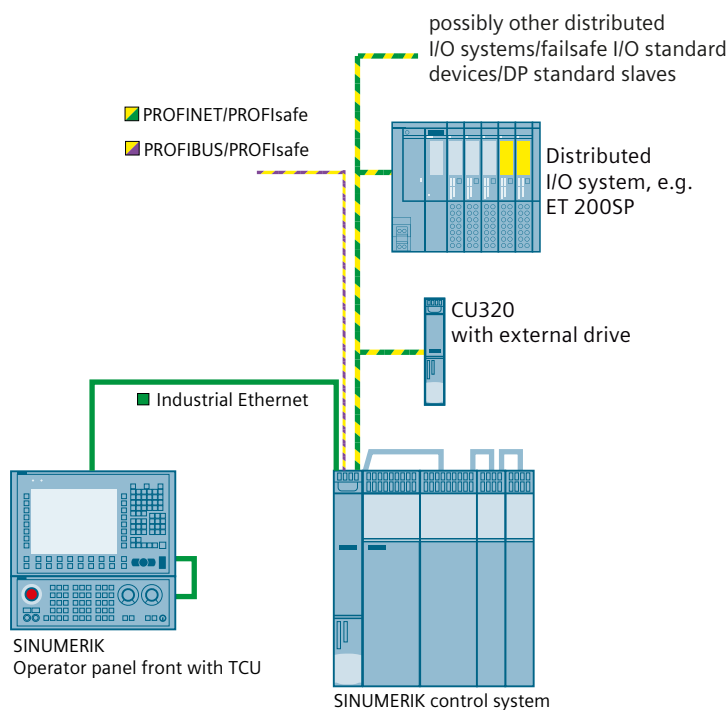 possibly other distributed
I/O systems/failsafe I/O standard
devices/DP standard slaves
PROFINET/PROFIsafe
PROFIBUS/PROFIsafe
Distributed
I/O system, e.g.
ET 200SP
CU320
with external drive
Industrial Ethernet
SINUMERIK
Operator panel front with TCU
SINUMERIK control system